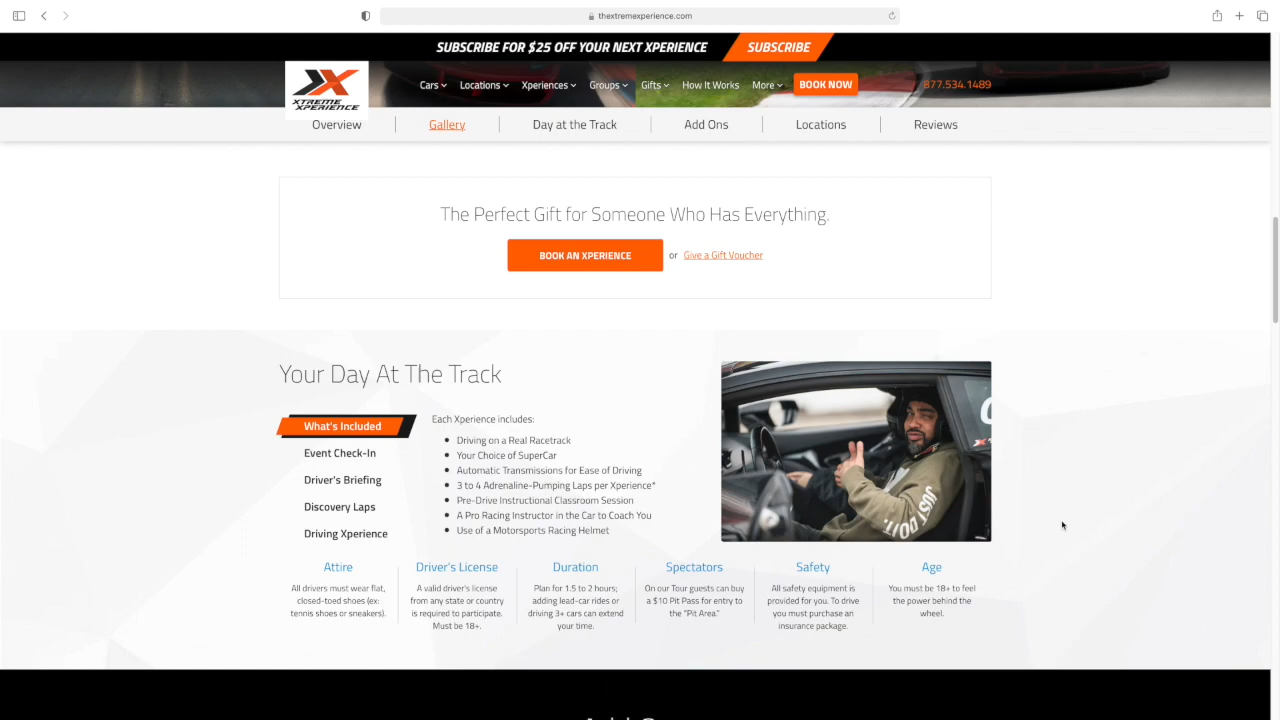 thextremexperience.com
SUBSCRIBE FOR $25 OFF YOUR NEXT XPERIENCE SUBSCRIBE
XTREME
XPERIENCE
Cars Locations Xperiences Groups Gifts How It Works More BOOK NOW 877.534.1489
Overview Gallery Day at the Track Add Ons Locations Reviews
The Perfect Gift for Someone Who Has Everything.
BOOK AN XPERIENCE or Give a Gift Voucher
Your Day At The Track
What's Included
Event Check-In
Driver's Briefing
Discovery Laps
Driving Xperience
Each Xperience includes:
• Driving on a Real Racetrack
• Your Choice of SuperCar
• Automatic Transmissions for Ease of Driving
• 3 to 4 Adrenaline-Pumping Laps per Xperience*
• Pre-Drive Instructional Classroom Session
• A Pro Racing Instructor in the Car to Coach You
• Use of a Motorsports Racing Helmet
JUST DO IT.
Attire
All drivers must wear flat,
closed-toed shoes (ex:
tennis shoes or sneakers).
Driver's License
A valid driver's license
from any state or country
is required to participate.
Must be 18+.
Duration
Plan for 1.5 to 2 hours;
adding lead-car rides or
driving 3+ cars can extend
your time.
Spectators
On our Tour guests can buy
a $10 Pit Pass for entry to
the "Pit Area."
Safety
All safety equipment is
provided for you. To drive
you must purchase an
insurance package.
Age
You must be 18+ to feel
the power behind the
wheel.